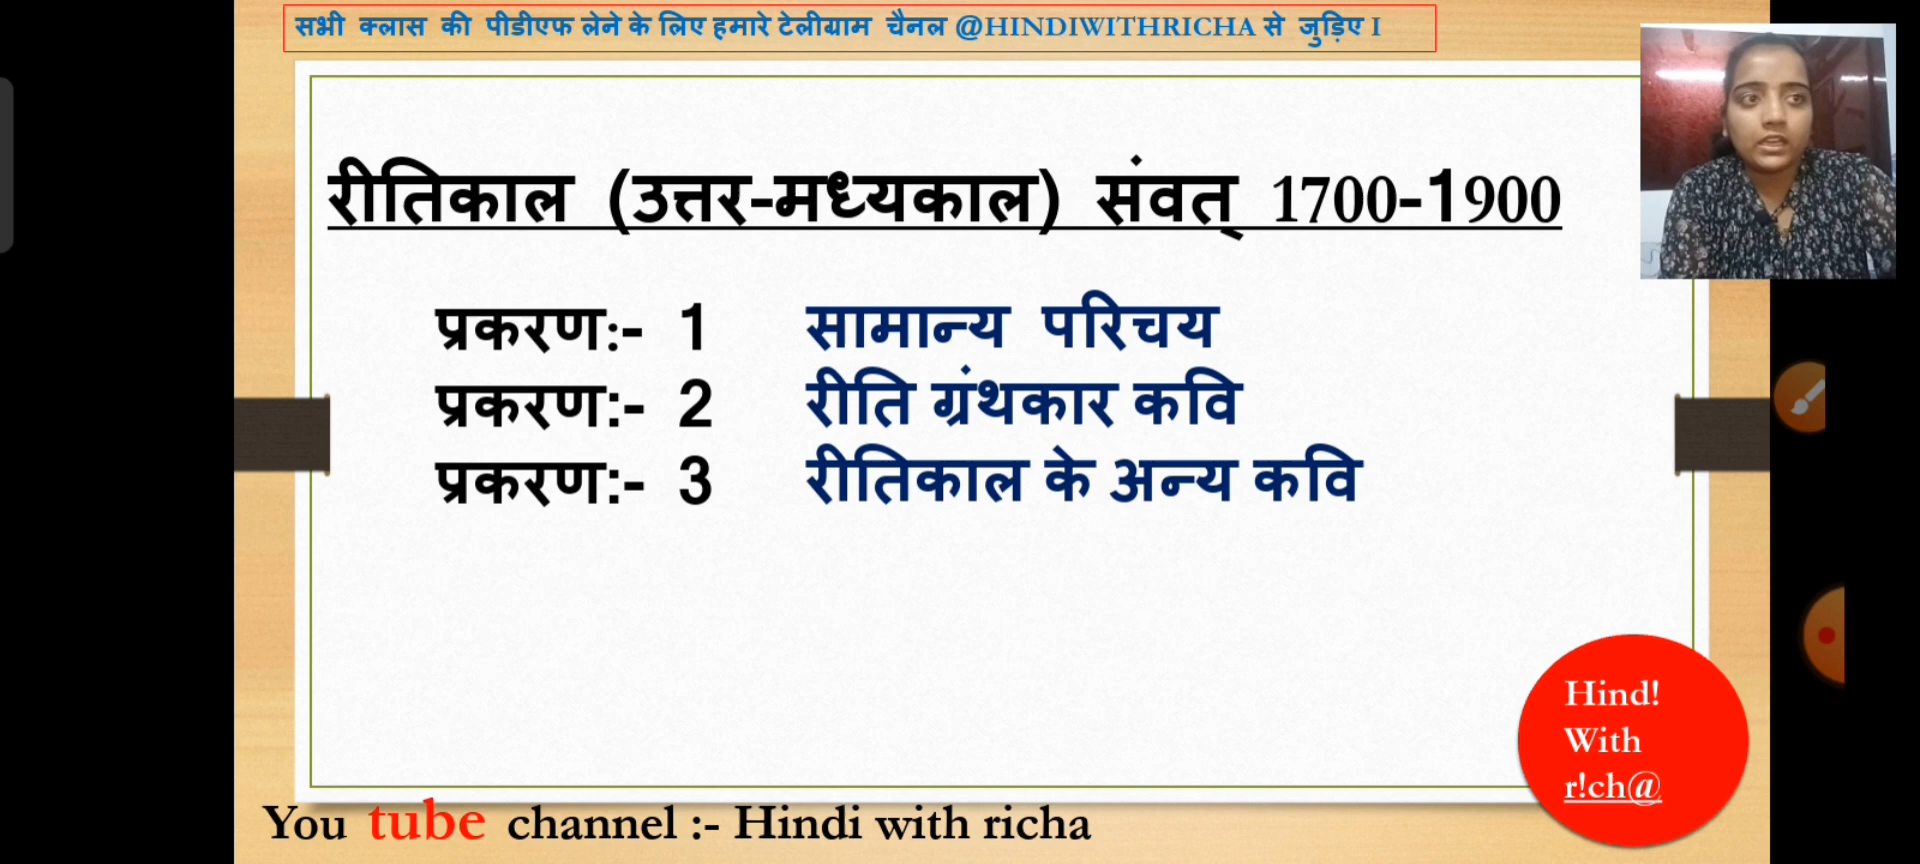 सभी क्लास की पीडीएफ लेने के लिए हमारे टेलीग्राम चैनल @HINDIWITHRICHA से जुड़िए I
रीतिकाल (उत्तर-मध्यकाल) संवत् 1700-1900
प्रकरण:- 1 सामान्य परिचय
प्रकरण:- 2 रीति ग्रंथकार कवि
प्रकरण:- 3 रीतिकाल के अन्य कवि
Hind!
With
r!ch@
You tube channel :- Hindi with richa